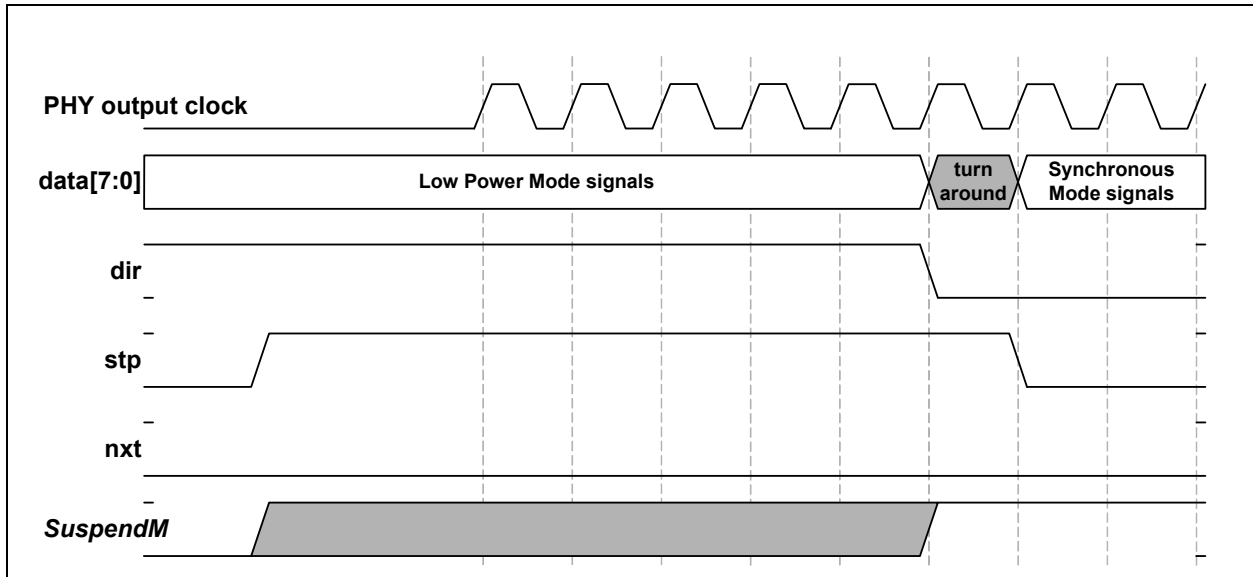 PHY output clock
data[7:0]
Low Power Mode signals
turn
around
Synchronous
Mode signals
dir
stp
nxt
SuspendM